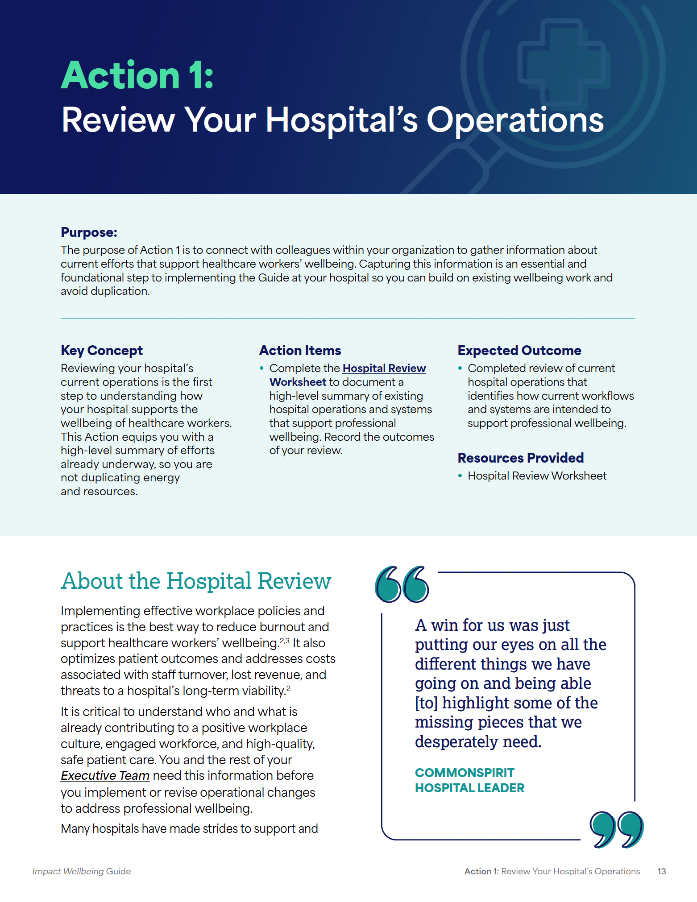 Action 1:
Review Your Hospital's Operations
Purpose:
The purpose of Action 1 is to connect with colleagues within your organization to gather information about
current efforts that support healthcare workers' wellbeing. Capturing this information is an essential and
foundational step to implementing the Guide at your hospital so you can build on existing wellbeing work and
avoid duplication.
Key Concept
Reviewing your hospital's
current operations is the first
step to understanding how
your hospital supports the
wellbeing of healthcare workers.
This Action equips you with a
high-level summary of efforts
already underway, so you are
not duplicating energy
and resources.
Action Items
• Complete the Hospital Review
Worksheet to document a
high-level summary of existing
hospital operations and systems
that support professional
wellbeing. Record the outcomes
of your review.
Expected Outcome
• Completed review of current
hospital operations that
identifies how current workflows
and systems are intended to
support professional wellbeing.
Resources Provided
• Hospital Review Worksheet
About the Hospital Review
Implementing effective workplace policies and
practices is the best way to reduce burnout and
support healthcare workers' wellbeing.2,3 It also
optimizes patient outcomes and addresses costs
associated with staff turnover, lost revenue, and
threats to a hospital's long-term viability.2
It is critical to understand who and what is
already contributing to a positive workplace
culture, engaged workforce, and high-quality,
safe patient care. You and the rest of your
Executive Team need this information before
you implement or revise operational changes
to address professional wellbeing.
Many hospitals have made strides to support and
“
A win for us was just
putting our eyes on all the
different things we have
going on and being able
[to] highlight some of the
missing pieces that we
desperately need.
COMMONSPIRIT
HOSPITAL LEADER
”
Impact Wellbeing Guide
Action 1: Review Your Hospital's Operations 13